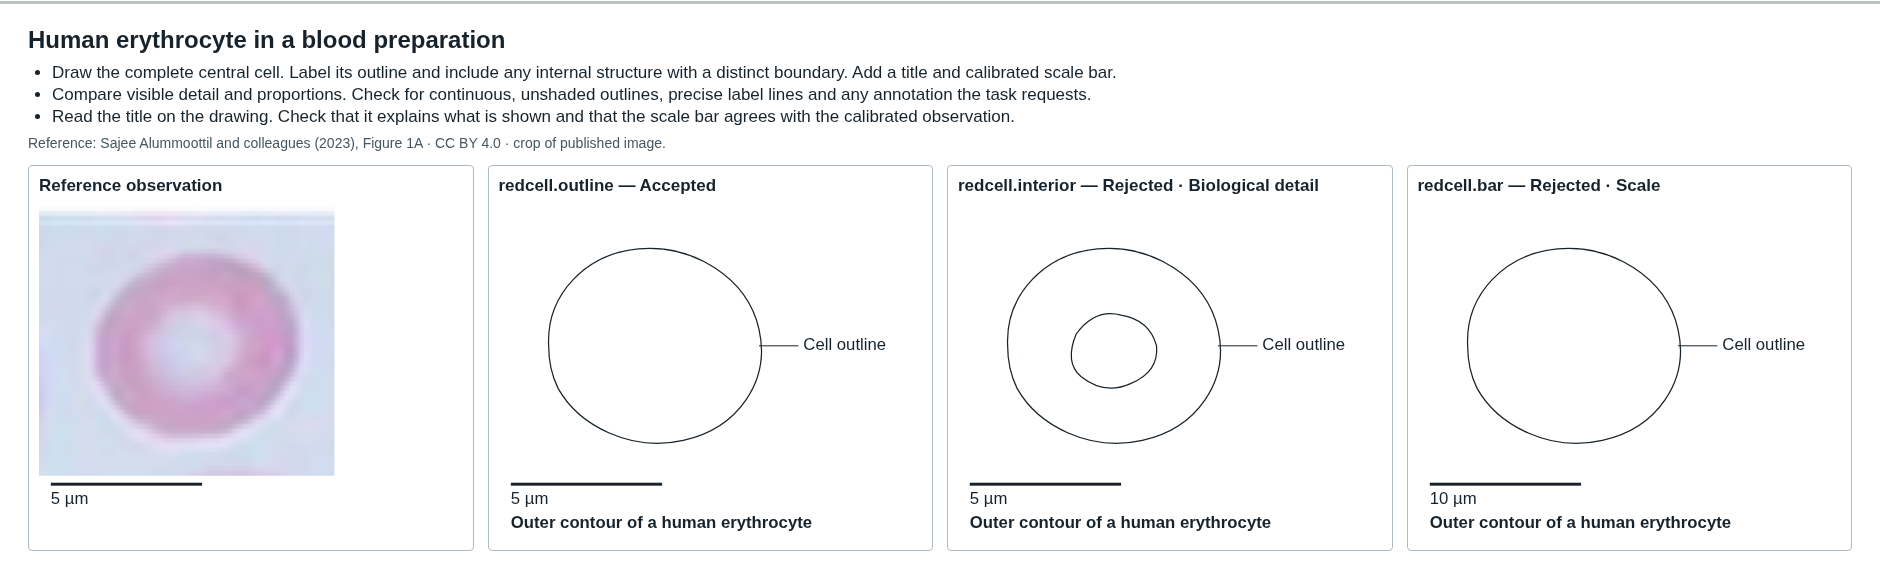 Human erythrocyte in a blood preparation
• Draw the complete central cell. Label its outline and include any internal structure with a distinct boundary. Add a title and calibrated scale bar.
• Compare visible detail and proportions. Check for continuous, unshaded outlines, precise label lines and any annotation the task requests.
• Read the title on the drawing. Check that it explains what is shown and that the scale bar agrees with the calibrated observation.
Reference: Sajee Alummoottil and colleagues (2023), Figure 1A · CC BY 4.0 · crop of published image.
Reference observation
5 µm
redcell.outline — Accepted
Cell outline
5 µm
Outer contour of a human erythrocyte
redcell.interior — Rejected · Biological detail
Cell outline
5 µm
Outer contour of a human erythrocyte
redcell.bar — Rejected · Scale
Cell outline
10 µm
Outer contour of a human erythrocyte